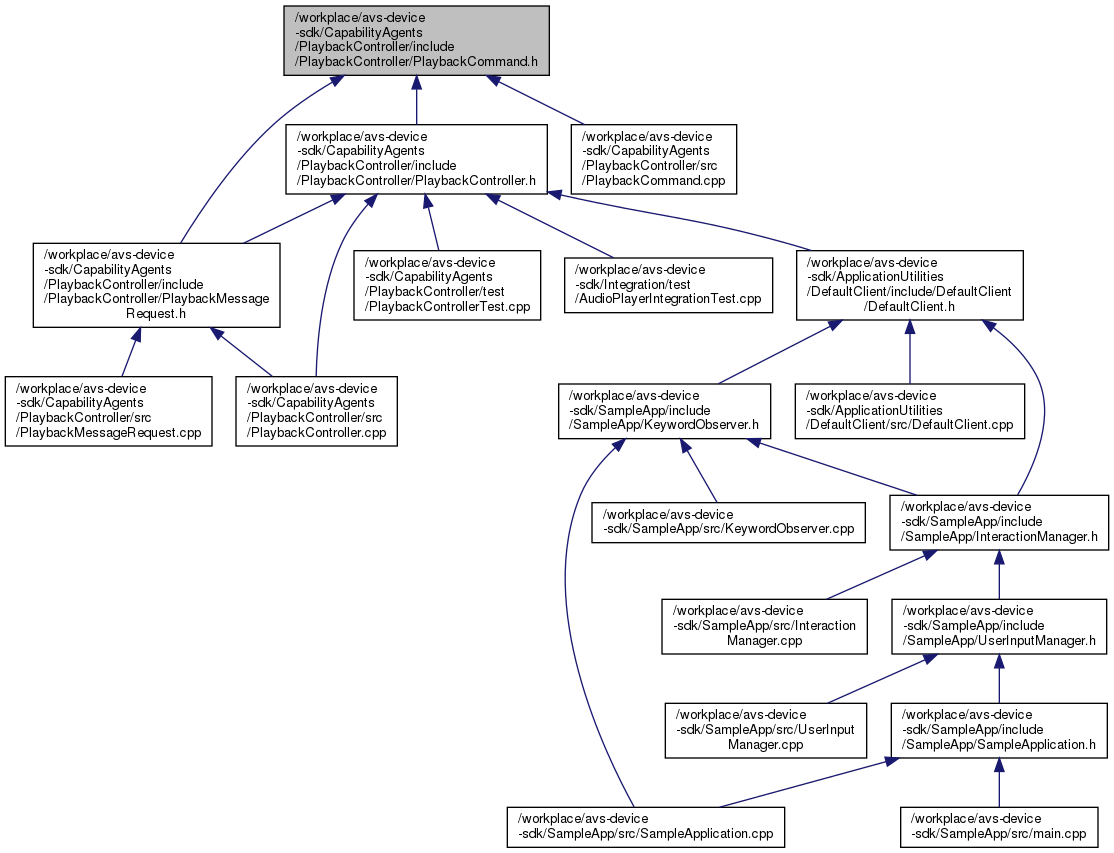 /workplace/avs-device
-sdk/CapabilityAgents
/PlaybackController/include
/PlaybackController/PlaybackCommand.h
/workplace/avs-device
-sdk/CapabilityAgents
/PlaybackController/include
/PlaybackController/PlaybackController.h
/workplace/avs-device
-sdk/CapabilityAgents
/PlaybackController/src
/PlaybackCommand.cpp
/workplace/avs-device
-sdk/CapabilityAgents
/PlaybackController/include
/PlaybackController/PlaybackMessage
Request.h
/workplace/avs-device
-sdk/CapabilityAgents
/PlaybackController/test
/PlaybackControllerTest.cpp
/workplace/avs-device
-sdk/Integration/test
/AudioPlayerIntegrationTest.cpp
/workplace/avs-device
-sdk/ApplicationUtilities
/DefaultClient/include/DefaultClient
/DefaultClient.h
/workplace/avs-device
-sdk/CapabilityAgents
/PlaybackController/src
/PlaybackMessageRequest.cpp
/workplace/avs-device
-sdk/CapabilityAgents
/PlaybackController/src
/PlaybackController.cpp
/workplace/avs-device
-sdk/SampleApp/include
/SampleApp/KeywordObserver.h
/workplace/avs-device
-sdk/ApplicationUtilities
/DefaultClient/src/DefaultClient.cpp
/workplace/avs-device
-sdk/SampleApp/src/KeywordObserver.cpp
/workplace/avs-device
-sdk/SampleApp/include
/SampleApp/InteractionManager.h
/workplace/avs-device
-sdk/SampleApp/src/Interaction
Manager.cpp
/workplace/avs-device
-sdk/SampleApp/include
/SampleApp/UserInputManager.h
/workplace/avs-device
-sdk/SampleApp/src/UserInput
Manager.cpp
/workplace/avs-device
-sdk/SampleApp/include
/SampleApp/SampleApplication.h
/workplace/avs-device
-sdk/SampleApp/src/SampleApplication.cpp
/workplace/avs-device
-sdk/SampleApp/src/main.cpp